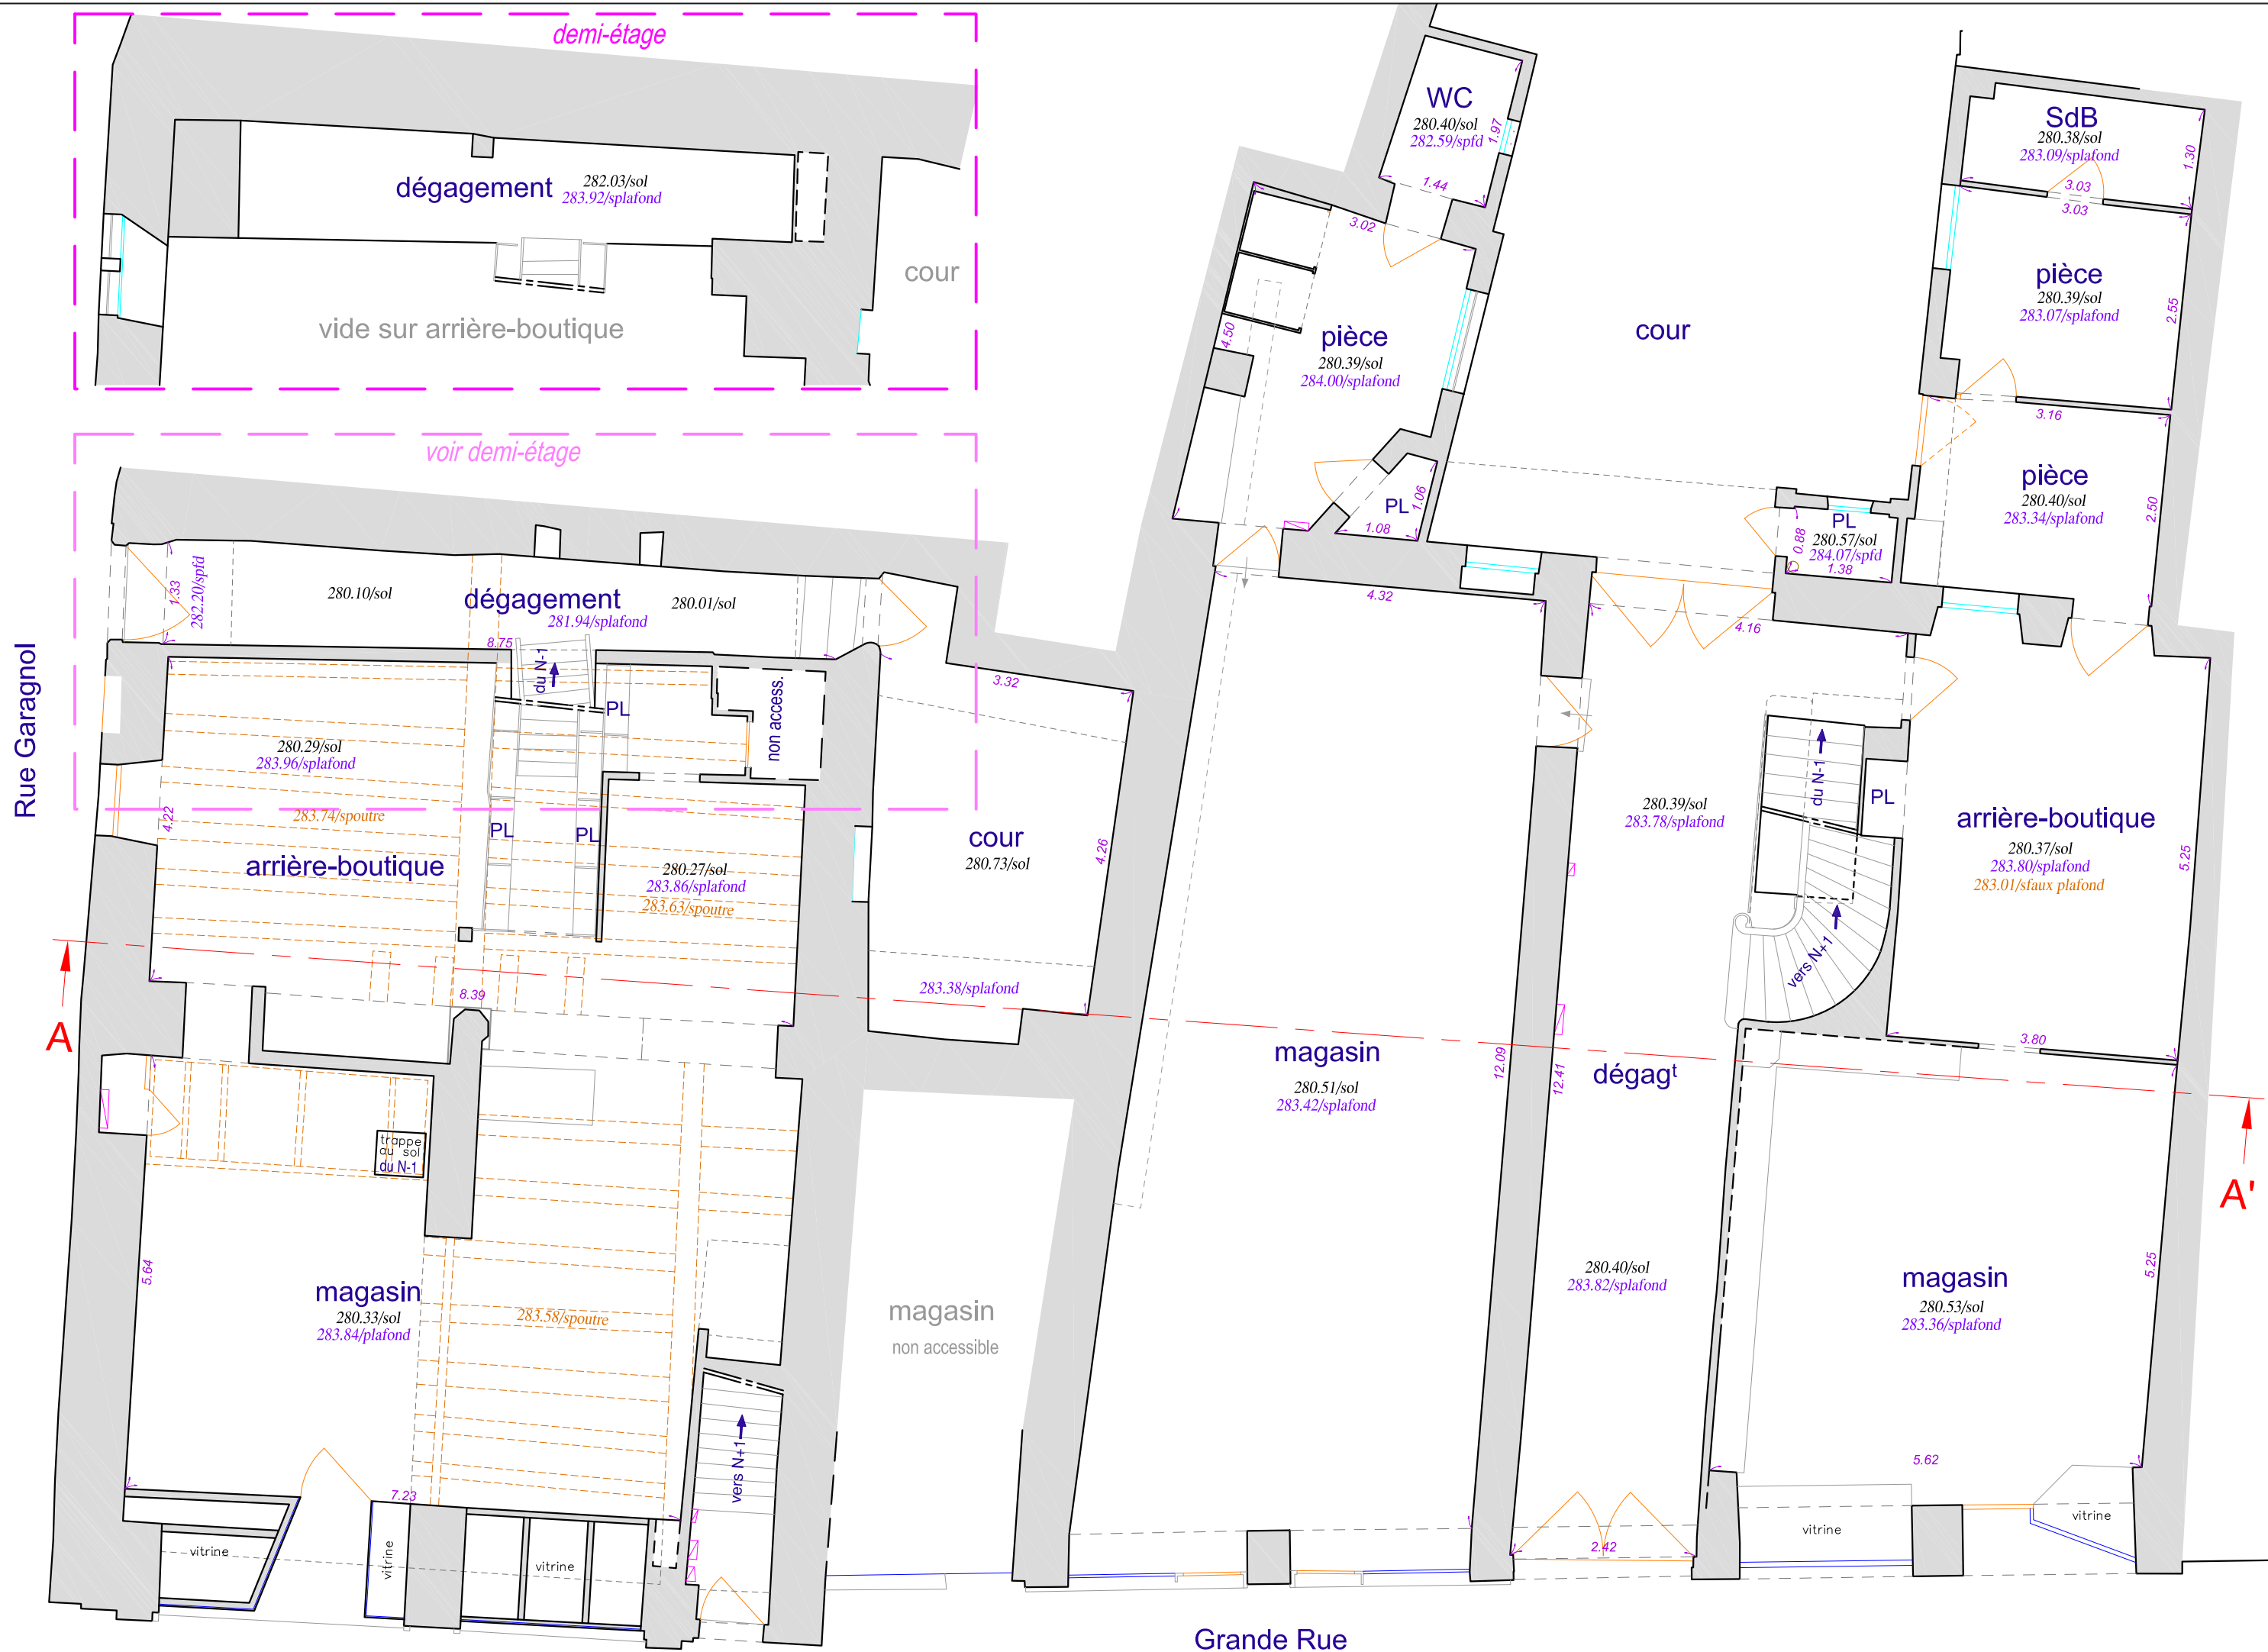 demi-étage
dégagement
282.03/sol
283.92/splafond
vide sur arrière-boutique
cour
voir demi-étage
Rue Garagnol
1.33
282.20/spfd
280.10/sol
dégagement
281.94/splafond
280.01/sol
8.75
du N-1
PL
non access.
3.32
280.29/sol
283.96/splafond
283.74/spoutre
4.22
arrière-boutique
PL
PL
280.27/sol
283.86/splafond
283.63/spoutre
cour
280.73/sol
4.26
283.38/splafond
8.39
A
trappe
au sol
du N-1
5.64
magasin
280.33/sol
283.84/plafond
283.58/spoutre
7.23
vitrine
vitrine
vitrine
vers N+1
magasin
non accessible
WC
280.40/sol
282.59/spfd
1.97
1.44
3.02
4.50
pièce
280.39/sol
284.00/splafond
PL
1.06
1.08
cour
4.32
SdB
280.38/sol
283.09/splafond
1.30
3.03
3.03
pièce
280.39/sol
283.07/splafond
2.55
3.16
pièce
280.40/sol
283.34/splafond
2.50
PL
280.57/sol
284.07/spfd
0.88
1.38
4.16
280.39/sol
283.78/splafond
du N-1
PL
vers N+1
arrière-boutique
280.37/sol
283.80/splafond
283.01/sfaux plafond
5.25
3.80
magasin
280.51/sol
283.42/splafond
12.09
12.41
dégagt
A'
280.40/sol
283.82/splafond
magasin
280.53/sol
283.36/splafond
5.25
5.62
2.42
vitrine
vitrine
Grande Rue